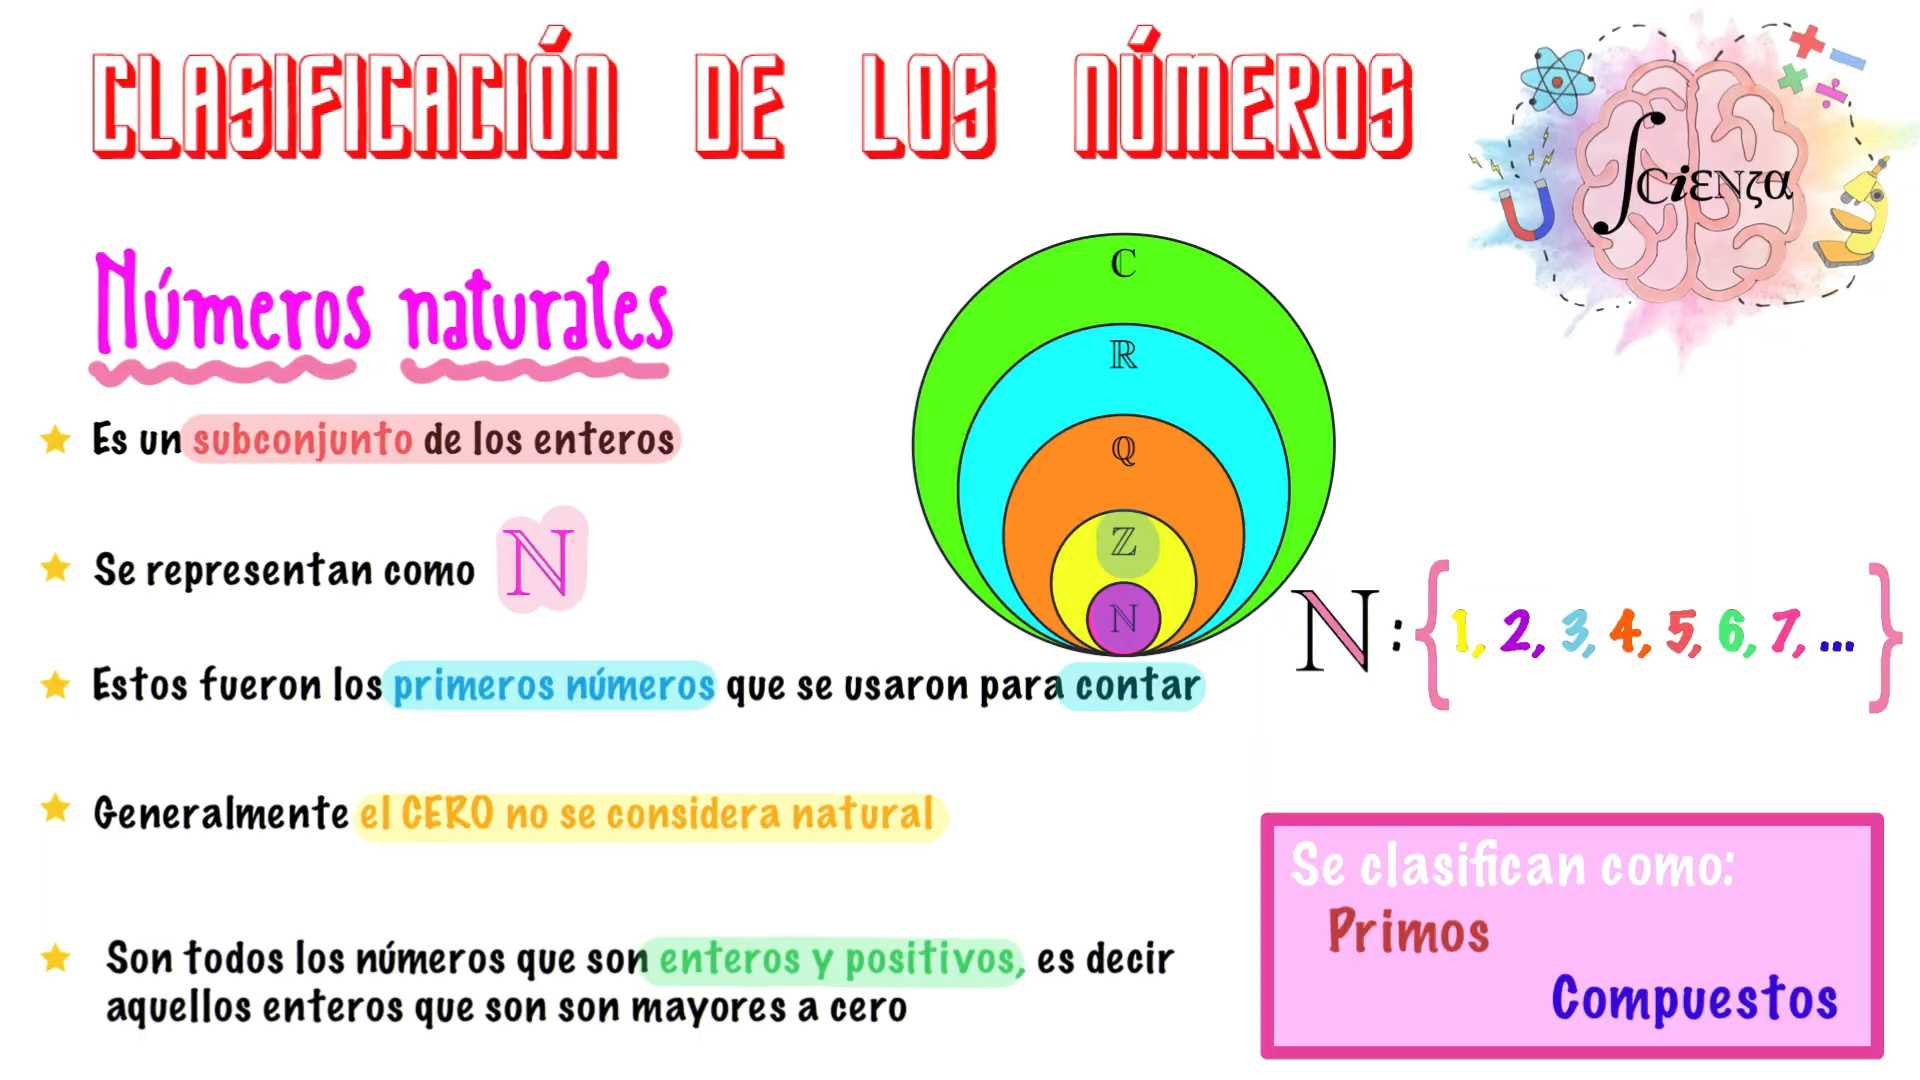 CLASIFICACIÓN DE LOS NÚMEROS
∫CiENζα
Números naturales
Es un subconjunto de los enteros
Se representan como ℕ
Estos fueron los primeros números que se usaron para contar
Generalmente el CERO no se considera natural
Son todos los números que son enteros y positivos, es decir
aquellos enteros que son son mayores a cero
ℂ
ℝ
ℚ
ℤ
ℕ
ℕ: {1, 2, 3, 4, 5, 6, 7, ...}
Se clasifican como:
Primos
Compuestos